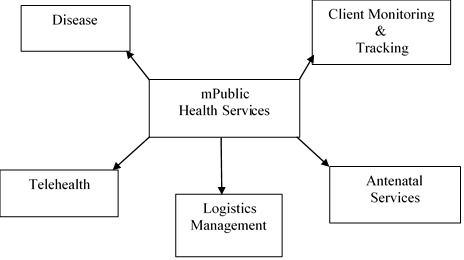 Disease
Client Monitoring
&
Tracking
mPublic
Health Services
Telehealth
Logistics
Management
Antenatal
Services